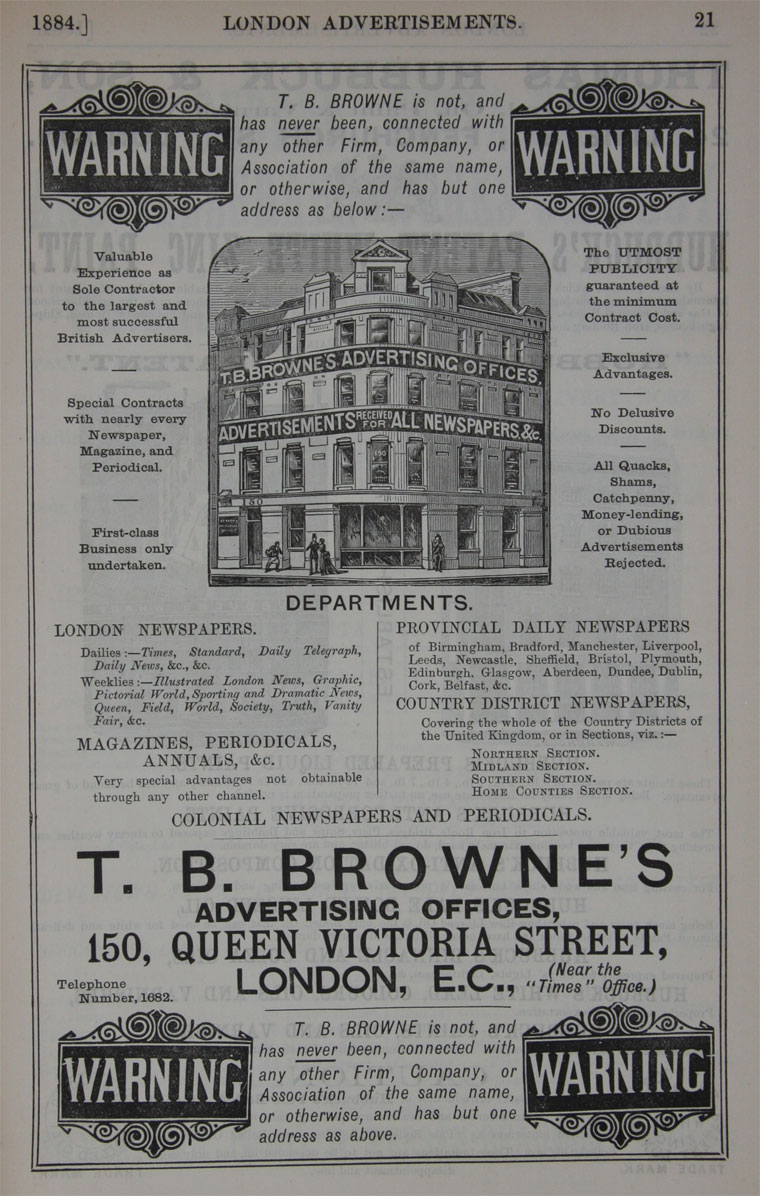 1884.] LONDON ADVERTISEMENTS. 21
WARNING
T. B. BROWNE is not, and
has never been, connected with
any other Firm, Company, or
Association of the same name,
or otherwise, and has but one
address as below :—
WARNING
Valuable
Experience as
Sole Contractor
to the largest and
most successful
British Advertisers.
Special Contracts
with nearly every
Newspaper,
Magazine, and
Periodical.
First-class
Business only
undertaken.
T.B.BROWNE'S ADVERTISING OFFICES.
ADVERTISEMENTS RECEIVED FOR ALL NEWSPAPERS,&c.
150
150
The UTMOST
PUBLICITY
guaranteed at
the minimum
Contract Cost.
Exclusive
Advantages.
No Delusive
Discounts.
All Quacks,
Shams,
Catchpenny,
Money-lending,
or Dubious
Advertisements
Rejected.
DEPARTMENTS.
LONDON NEWSPAPERS.
Dailies :—Times, Standard, Daily Telegraph,
Daily News, &c., &c.
Weeklies :—Illustrated London News, Graphic,
Pictorial World, Sporting and Dramatic News,
Queen, Field, World, Society, Truth, Vanity
Fair, &c.
MAGAZINES, PERIODICALS,
ANNUALS, &c.
Very special advantages not obtainable
through any other channel.
PROVINCIAL DAILY NEWSPAPERS
of Birmingham, Bradford, Manchester, Liverpool,
Leeds, Newcastle, Sheffield, Bristol, Plymouth,
Edinburgh, Glasgow, Aberdeen, Dundee, Dublin,
Cork, Belfast, &c.
COUNTRY DISTRICT NEWSPAPERS,
Covering the whole of the Country Districts of
the United Kingdom, or in Sections, viz. :—
NORTHERN SECTION.
MIDLAND SECTION.
SOUTHERN SECTION.
HOME COUNTIES SECTION.
COLONIAL NEWSPAPERS AND PERIODICALS.
T. B. BROWNE'S
ADVERTISING OFFICES,
150, QUEEN VICTORIA STREET,
Telephone
Number, 1682.
LONDON, E.C.,
(Near the
"Times" Office.)
WARNING
T. B. BROWNE is not, and
has never been, connected with
any other Firm, Company, or
Association of the same name,
or otherwise, and has but one
address as above.
WARNING